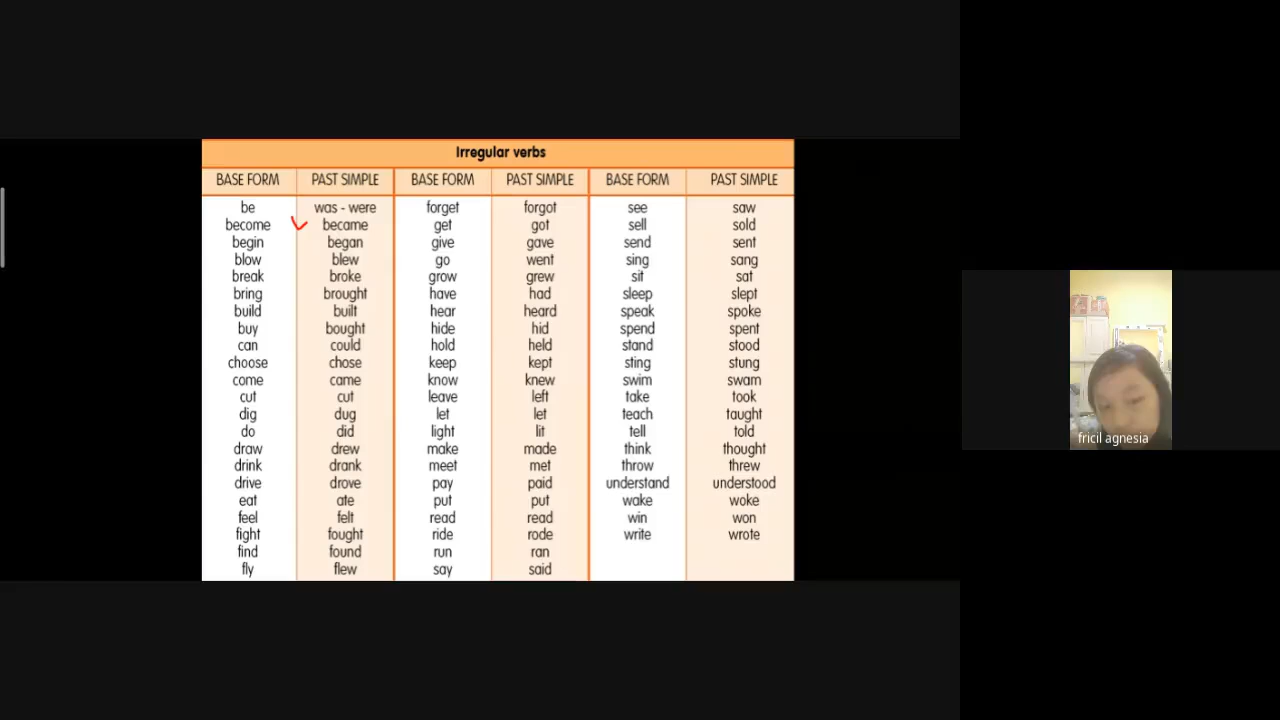 Irregular verbs
BASE FORM PAST SIMPLE BASE FORM PAST SIMPLE BASE FORM PAST SIMPLE
be was - were forget forgot see saw
become became get got sell sold
begin began give gave send sent
blow blew go went sing sang
break broke grow grew sit sat
bring brought have had sleep slept
build built hear heard speak spoke
buy bought hide hid spend spent
can could hold held stand stood
choose chose keep kept sting stung
come came know knew swim swam
cut cut leave left take took
dig dug let let teach taught
do did light lit tell told
draw drew make made think thought
drink drank meet met throw threw
drive drove pay paid understand understood
eat ate put put wake woke
feel felt read read win won
fight fought ride rode write wrote
find found run ran
fly flew say said
fricil agnesia